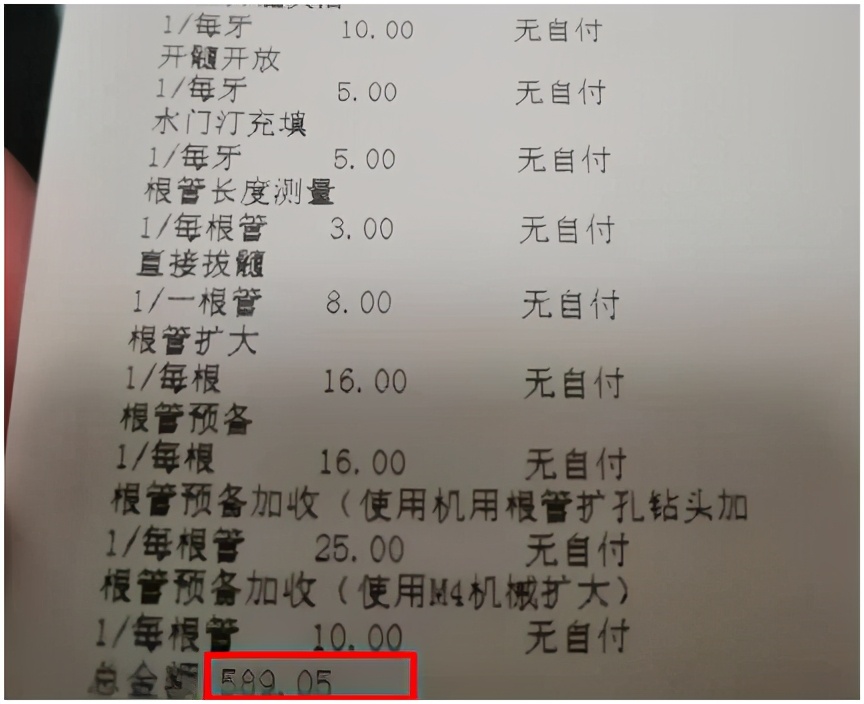 1/每牙 10.00 无自付
开髓开放
1/每牙 5.00 无自付
水门汀充填
1/每牙 5.00 无自付
根管长度测量
1/每根管 3.00 无自付
直接拔髓
1/一根管 8.00 无自付
根管扩大
1/每根 16.00 无自付
根管预备
1/每根 16.00 无自付
根管预备加收（使用机用根管扩孔钻头加
1/每根管 25.00 无自付
根管预备加收（使用M4机械扩大）
1/每根管 10.00 无自付
总金额 589.05